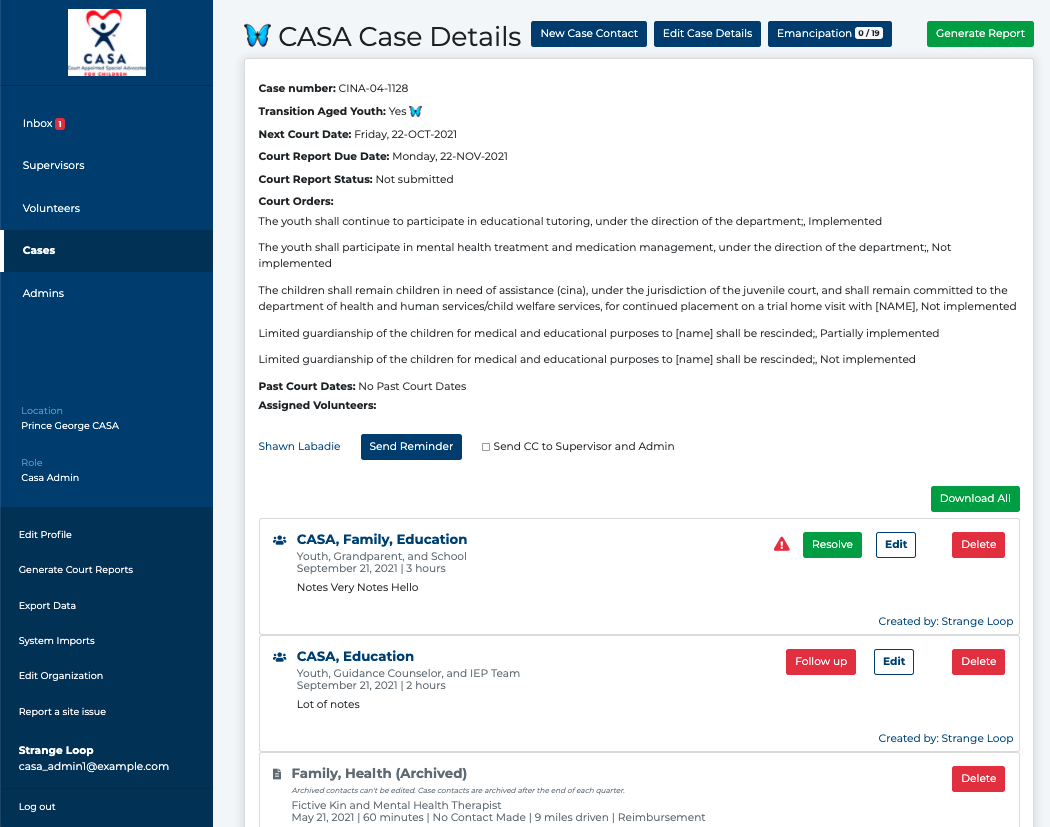 CASA
Court Appointed Special Advocates
FOR CHILDREN
Inbox 1
Supervisors
Volunteers
Cases
Admins
Location
Prince George CASA
Role
Casa Admin
Edit Profile
Generate Court Reports
Export Data
System Imports
Edit Organization
Report a site issue
Strange Loop
casa_admin1@example.com
Log out
CASA Case Details New Case Contact Edit Case Details Emancipation 0 / 19 Generate Report
Case number: CINA-04-1128
Transition Aged Youth: Yes
Next Court Date: Friday, 22-OCT-2021
Court Report Due Date: Monday, 22-NOV-2021
Court Report Status: Not submitted
Court Orders:
The youth shall continue to participate in educational tutoring, under the direction of the department;, Implemented
The youth shall participate in mental health treatment and medication management, under the direction of the department;, Not
implemented
The children shall remain children in need of assistance (cina), under the jurisdiction of the juvenile court, and shall remain committed to the
department of health and human services/child welfare services, for continued placement on a trial home visit with [NAME], Not implemented
Limited guardianship of the children for medical and educational purposes to [name] shall be rescinded;, Partially implemented
Limited guardianship of the children for medical and educational purposes to [name] shall be rescinded;, Not implemented
Past Court Dates: No Past Court Dates
Assigned Volunteers:
Shawn Labadie Send Reminder Send CC to Supervisor and Admin
Download All
CASA, Family, Education Resolve Edit Delete
Youth, Grandparent, and School
September 21, 2021 | 3 hours
Notes Very Notes Hello
Created by: Strange Loop
CASA, Education Follow up Edit Delete
Youth, Guidance Counselor, and IEP Team
September 21, 2021 | 2 hours
Lot of notes
Created by: Strange Loop
Family, Health (Archived) Delete
Archived contacts can't be edited. Case contacts are archived after the end of each quarter.
Fictive Kin and Mental Health Therapist
May 21, 2021 | 60 minutes | No Contact Made | 9 miles driven | Reimbursement